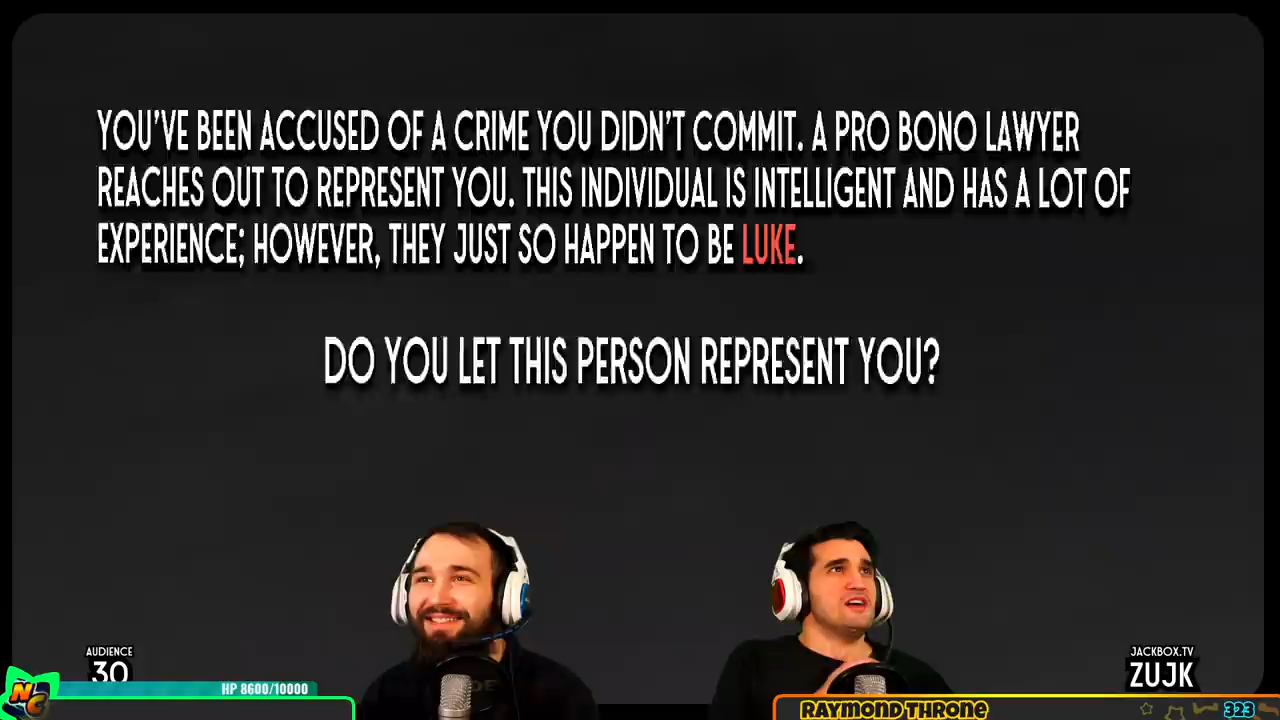 YOU'VE BEEN ACCUSED OF A CRIME YOU DIDN'T COMMIT. A PRO BONO LAWYER
REACHES OUT TO REPRESENT YOU. THIS INDIVIDUAL IS INTELLIGENT AND HAS A LOT OF
EXPERIENCE; HOWEVER, THEY JUST SO HAPPEN TO BE LUKE.
DO YOU LET THIS PERSON REPRESENT YOU?
AUDIENCE
30
JACKBOX.TV
ZUJK
NC
HP 8600/10000
RAYMOND THRONE
323